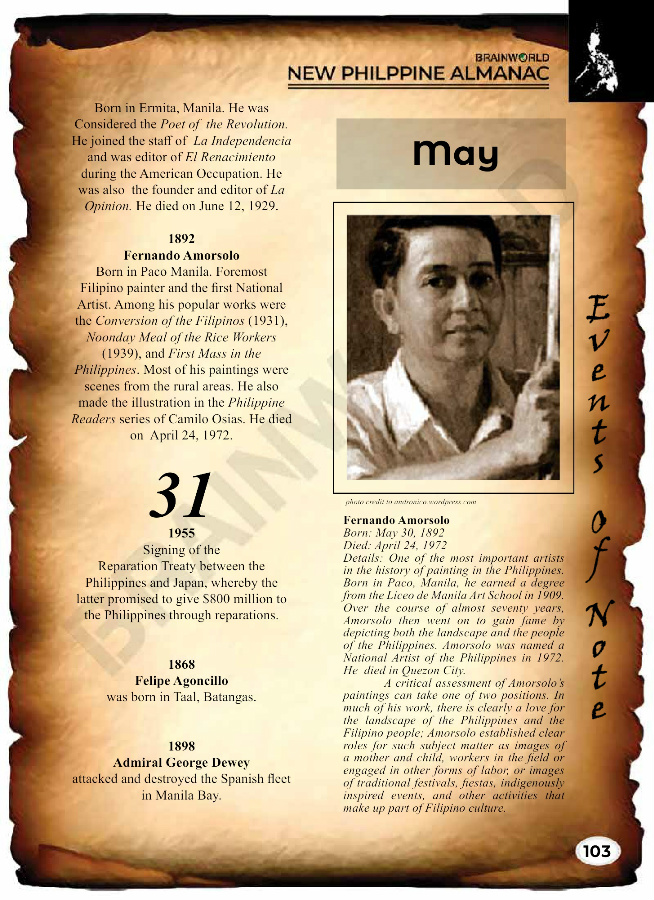 BRAINWORLD
NEW PHILPPINE ALMANAC
Born in Ermita, Manila. He was
Considered the Poet of the Revolution.
He joined the staff of La Independencia
and was editor of El Renacimiento
during the American Occupation. He
was also the founder and editor of La
Opinion. He died on June 12, 1929.
1892
Fernando Amorsolo
Born in Paco Manila. Foremost
Filipino painter and the first National
Artist. Among his popular works were
the Conversion of the Filipinos (1931),
Noonday Meal of the Rice Workers
(1939), and First Mass in the
Philippines. Most of his paintings were
scenes from the rural areas. He also
made the illustration in the Philippine
Readers series of Camilo Osias. He died
on April 24, 1972.
31
1955
Signing of the
Reparation Treaty between the
Philippines and Japan, whereby the
latter promised to give $800 million to
the Philippines through reparations.
1868
Felipe Agoncillo
was born in Taal, Batangas.
1898
Admiral George Dewey
attacked and destroyed the Spanish fleet
in Manila Bay.
May
photo credit to andronico.wordpress.com
Fernando Amorsolo
Born: May 30, 1892
Died: April 24, 1972
Details: One of the most important artists
in the history of painting in the Philippines.
Born in Paco, Manila, he earned a degree
from the Liceo de Manila Art School in 1909.
Over the course of almost seventy years,
Amorsolo then went on to gain fame by
depicting both the landscape and the people
of the Philippines. Amorsolo was named a
National Artist of the Philippines in 1972.
He died in Quezon City.
A critical assessment of Amorsolo's
paintings can take one of two positions. In
much of his work, there is clearly a love for
the landscape of the Philippines and the
Filipino people; Amorsolo established clear
roles for such subject matter as images of
a mother and child, workers in the field or
engaged in other forms of labor, or images
of traditional festivals, fiestas, indigenously
inspired events, and other activities that
make up part of Filipino culture.
Events of Note
103
BRAINWORLD